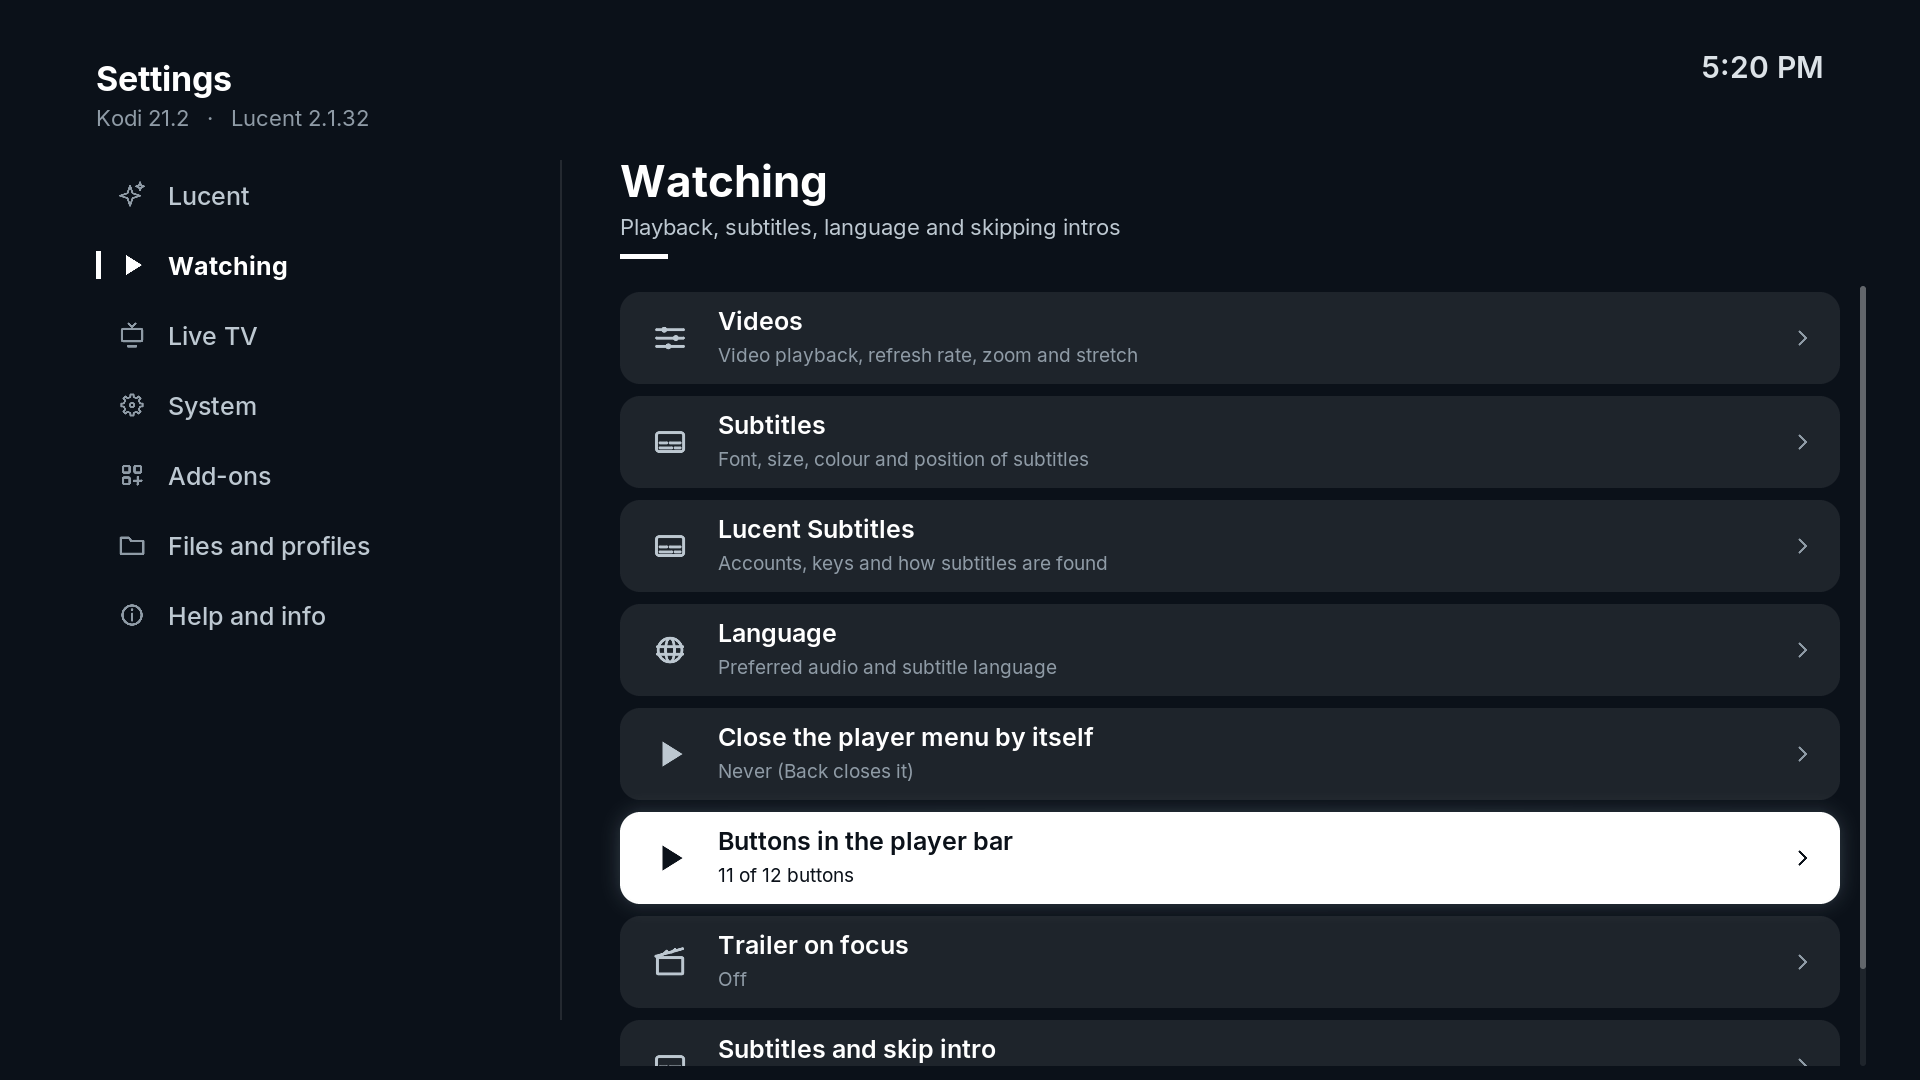 Settings
Kodi 21.2 · Lucent 2.1.32
5:20 PM
Lucent
Watching
Live TV
System
Add-ons
Files and profiles
Help and info
Watching
Playback, subtitles, language and skipping intros
Videos
Video playback, refresh rate, zoom and stretch
Subtitles
Font, size, colour and position of subtitles
Lucent Subtitles
Accounts, keys and how subtitles are found
Language
Preferred audio and subtitle language
Close the player menu by itself
Never (Back closes it)
Buttons in the player bar
11 of 12 buttons
Trailer on focus
Off
Subtitles and skip intro